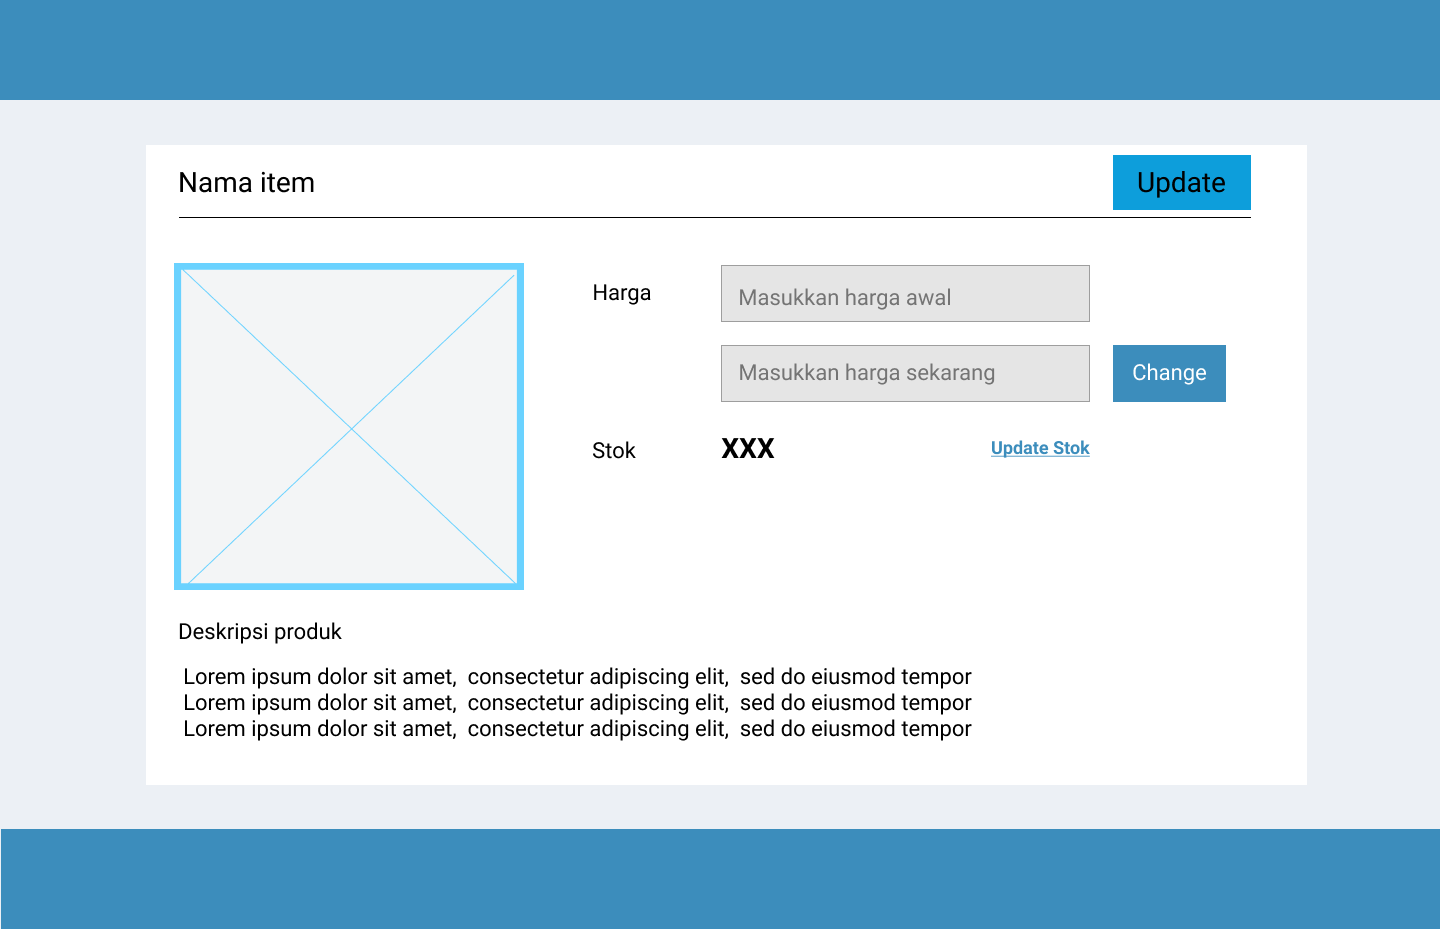 Nama item
Update
Harga
Masukkan harga awal
Masukkan harga sekarang
Change
Stok
XXX
Update Stok
Deskripsi produk
Lorem ipsum dolor sit amet, consectetur adipiscing elit, sed do eiusmod tempor
Lorem ipsum dolor sit amet, consectetur adipiscing elit, sed do eiusmod tempor
Lorem ipsum dolor sit amet, consectetur adipiscing elit, sed do eiusmod tempor